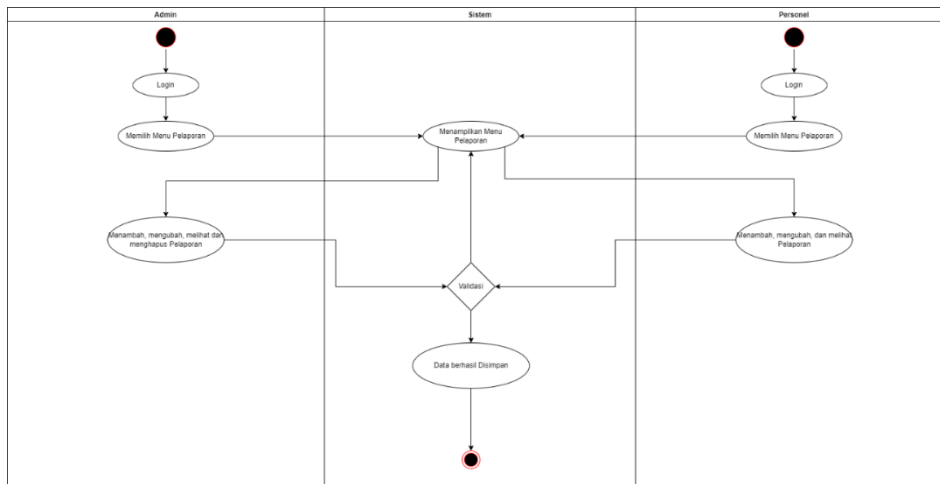 Admin
Sistem
Personel
Login
Login
Memilih Menu Pelaporan
Menampilkan Menu
Pelaporan
Memilih Menu Pelaporan
Menambah, mengubah, melihat dan
menghapus Pelaporan
Menambah, mengubah, dan melihat
Pelaporan
Validasi
Data berhasil Disimpan